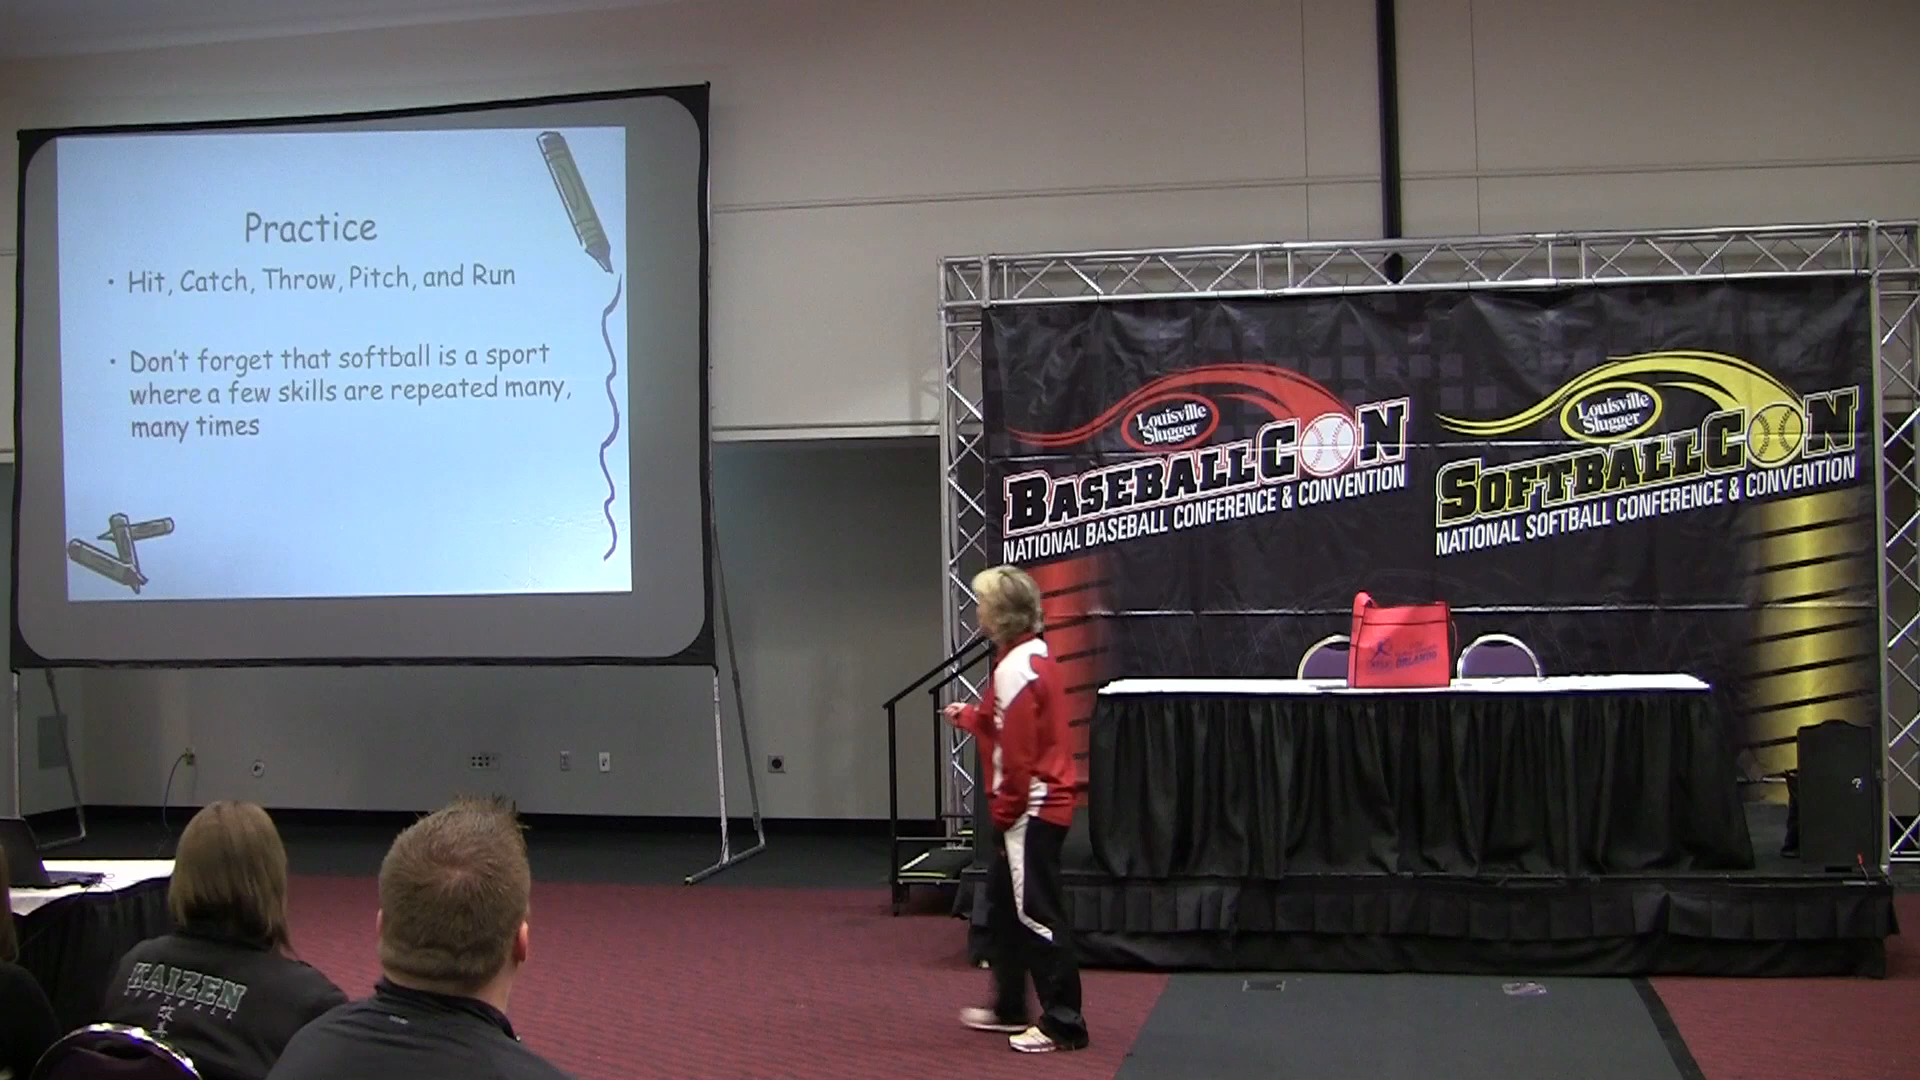 Practice
• Hit, Catch, Throw, Pitch, and Run
• Don't forget that softball is a sport
where a few skills are repeated many,
many times
Louisville
Slugger
BASEBALLCON
NATIONAL BASEBALL CONFERENCE & CONVENTION
Louisville
Slugger
SOFTBALLCON
NATIONAL SOFTBALL CONFERENCE & CONVENTION
ORLANDO
KAIZEN